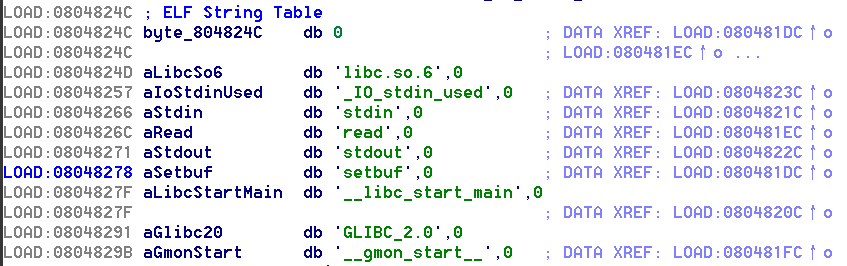 LOAD:0804824C ; ELF String Table
LOAD:0804824C byte_804824C db 0 ; DATA XREF: LOAD:080481DC↑o
LOAD:0804824C ; LOAD:080481EC↑o ...
LOAD:0804824D aLibcSo6 db 'libc.so.6',0
LOAD:08048257 aIoStdinUsed db '_IO_stdin_used',0 ; DATA XREF: LOAD:0804823C↑o
LOAD:08048266 aStdin db 'stdin',0 ; DATA XREF: LOAD:0804821C↑o
LOAD:0804826C aRead db 'read',0 ; DATA XREF: LOAD:080481EC↑o
LOAD:08048271 aStdout db 'stdout',0 ; DATA XREF: LOAD:0804822C↑o
LOAD:08048278 aSetbuf db 'setbuf',0 ; DATA XREF: LOAD:080481DC↑o
LOAD:0804827F aLibcStartMain db '__libc_start_main',0
LOAD:0804827F ; DATA XREF: LOAD:0804820C↑o
LOAD:08048291 aGlibc20 db 'GLIBC_2.0',0
LOAD:0804829B aGmonStart db '__gmon_start__',0 ; DATA XREF: LOAD:080481FC↑o